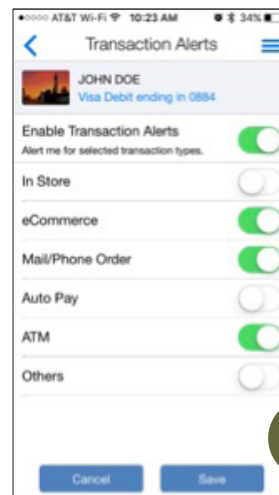 AT&T Wi-Fi 10:23 AM 34%
Transaction Alerts
JOHN DOE
Visa Debit ending in 0884
Enable Transaction Alerts
Alert me for selected transaction types.
In Store
eCommerce
Mail/Phone Order
Auto Pay
ATM
Others
Cancel Save